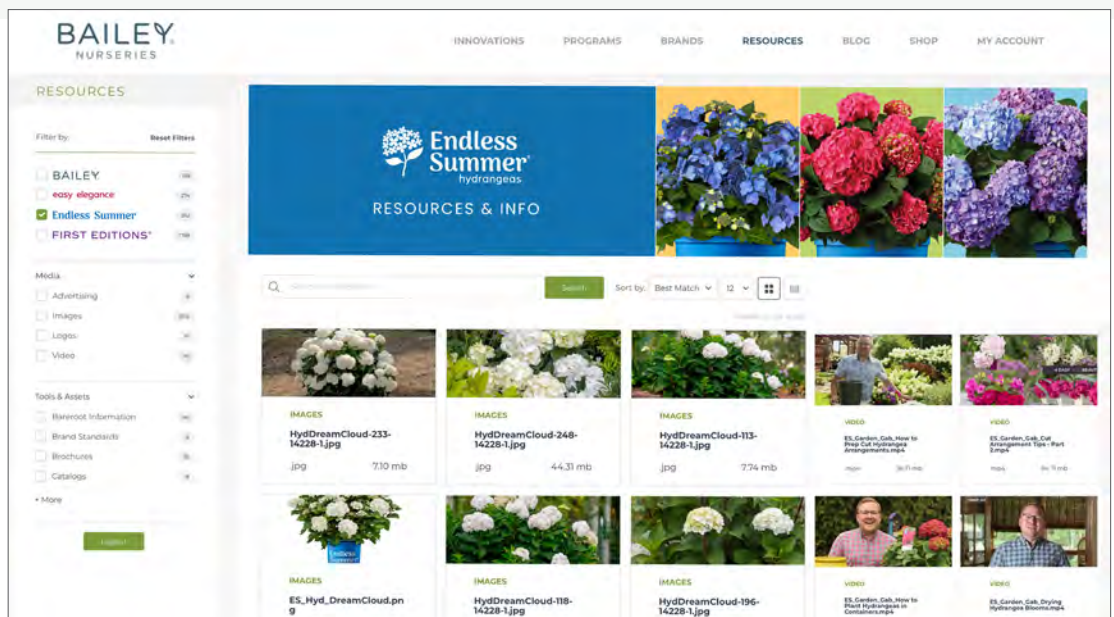 BAILEY
NURSERIES
INNOVATIONS PROGRAMS BRANDS RESOURCES BLOG SHOP MY ACCOUNT
RESOURCES
Filter by: Reset Filters
BAILEY
easy elegance
Endless Summer
FIRST EDITIONS®
Media
Advertising
Images
Logos
Video
Tools & Assets
Bareroot Information
Brand Standards
Brochures
Catalogs
+ More
Logout
Endless
Summer®
hydrangeas
RESOURCES & INFO
Search Sort by: Best Match 12
IMAGES
HydDreamCloud-233-
14228-1.jpg
.jpg 7.10 mb
IMAGES
HydDreamCloud-248-
14228-1.jpg
.jpg 44.31 mb
IMAGES
HydDreamCloud-113-
14228-1.jpg
.jpg 7.74 mb
VIDEO
ES_Garden_Gab_How to
Prep Cut Hydrangea
Arrangements.mp4
.mp4
VIDEO
ES_Garden_Gab_Cut
Arrangement Tips - Part
2.mp4
.mp4
Endless
Summer
IMAGES
ES_Hyd_DreamCloud.pn
g
IMAGES
HydDreamCloud-118-
14228-1.jpg
IMAGES
HydDreamCloud-196-
14228-1.jpg
VIDEO
ES_Garden_Gab_How to
Plant Hydrangeas in
Containers.mp4
VIDEO
ES_Garden_Gab_Drying
Hydrangea Blooms.mp4